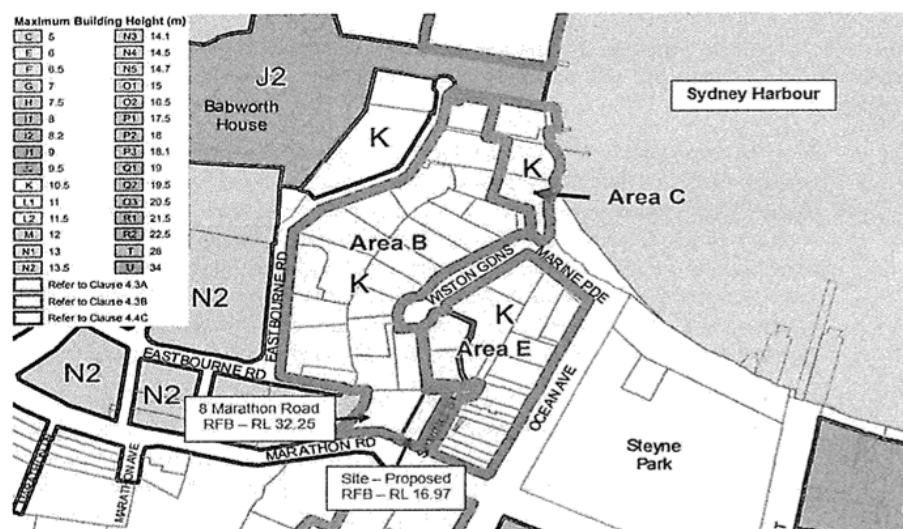 Maximum Building Height (m)
C 5 N3 14.1
E 6 N4 14.5
F 6.5 N5 14.7
G 7 O1 15
H 7.5 O2 16.5
I1 8 P1 17.5
I2 8.2 P2 18
J1 9 P3 18.1
9.5 Q1 19
K 10.5 Q2 19.5
L1 11 Q3 20.5
L2 11.5 R1 21.5
M 12 R2 22.5
N1 13 T 28
N2 13.5 U 34
Refer to Clause 4.3A
Refer to Clause 4.3B
Refer to Clause 4.4C
J2
Babworth
House
K
Sydney Harbour
K
Area C
Area B
K
WISTON GDNS
MARINE PDE
K
Area E
N2
EASTBOURNE RD
EASTBOURNE RD
N2
N2
OCEAN AVE
8 Marathon Road
RFB – RL 32.25
MARATHON RD
MARATHON AVE
Steyne
Park
Site – Proposed
RFB – RL 16.97